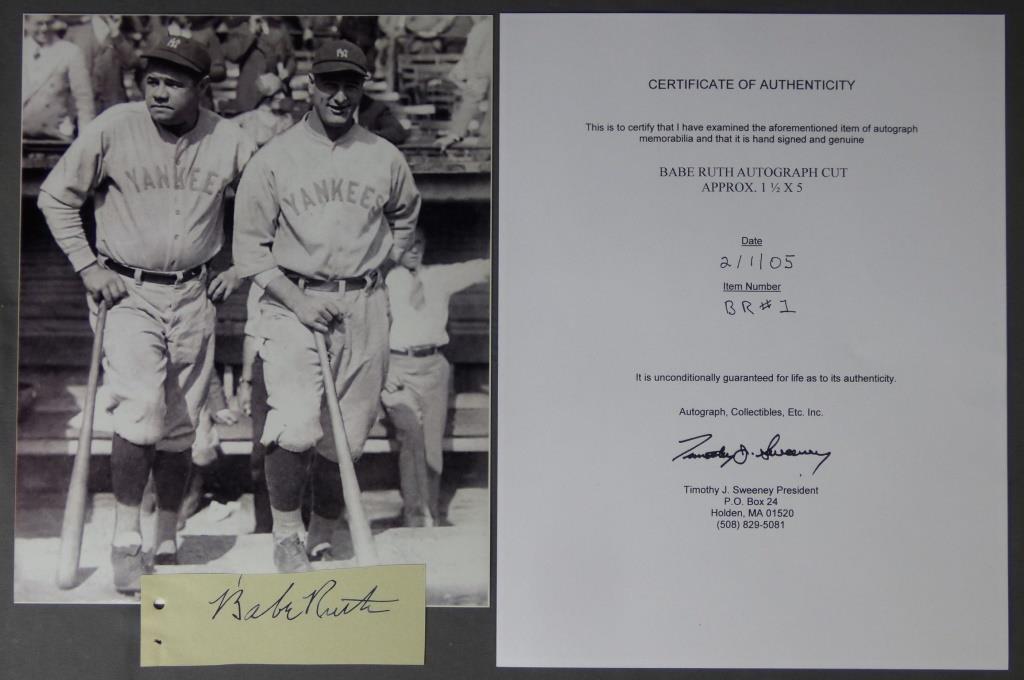 NY
NY
YANKEES
YANKEES
Babe Ruth
CERTIFICATE OF AUTHENTICITY
This is to certify that I have examined the aforementioned item of autograph
memorabilia and that it is hand signed and genuine
BABE RUTH AUTOGRAPH CUT
APPROX. 1 ½ X 5
Date
2/1/05
Item Number
BR#1
It is unconditionally guaranteed for life as to its authenticity.
Autograph, Collectibles, Etc. Inc.
Timothy J. Sweeney
Timothy J. Sweeney President
P.O. Box 24
Holden, MA 01520
(508) 829-5081